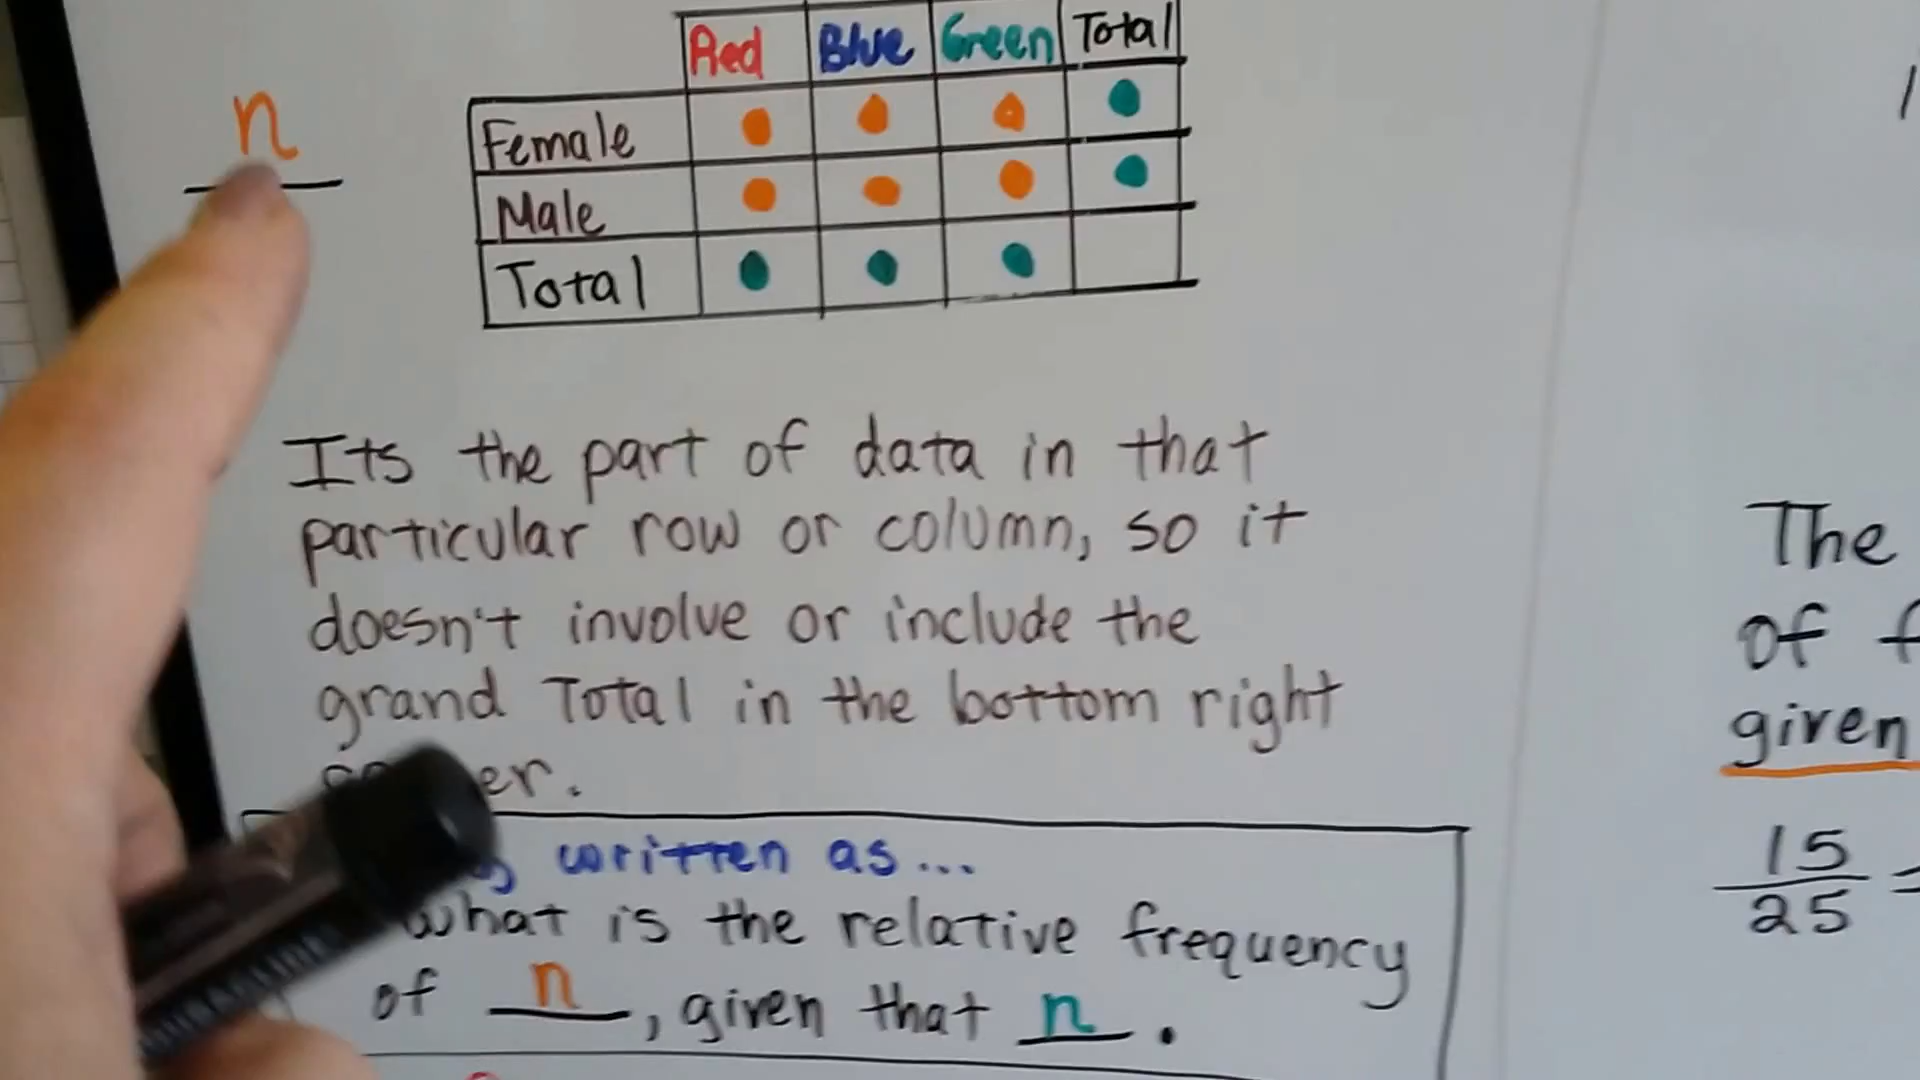 Red Blue Green Total
n
Female
Male
Total
Its the part of data in that
particular row or column, so it
doesn't involve or include the
grand Total in the bottom right
written as...
what is the relative frequency
of n, given that n.
The
of
given
15
25
=